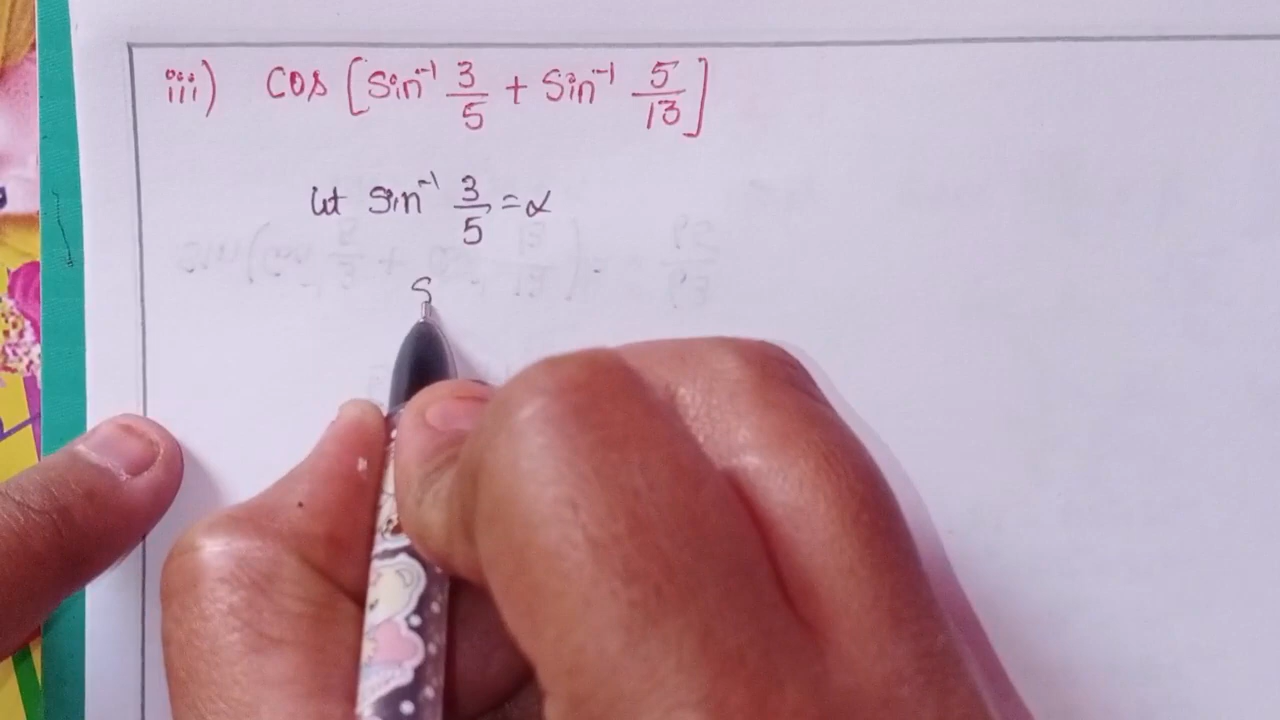 iii) cos [Sin⁻¹ 3/5 + Sin⁻¹ 5/13]
let Sin⁻¹ 3/5 = α
S